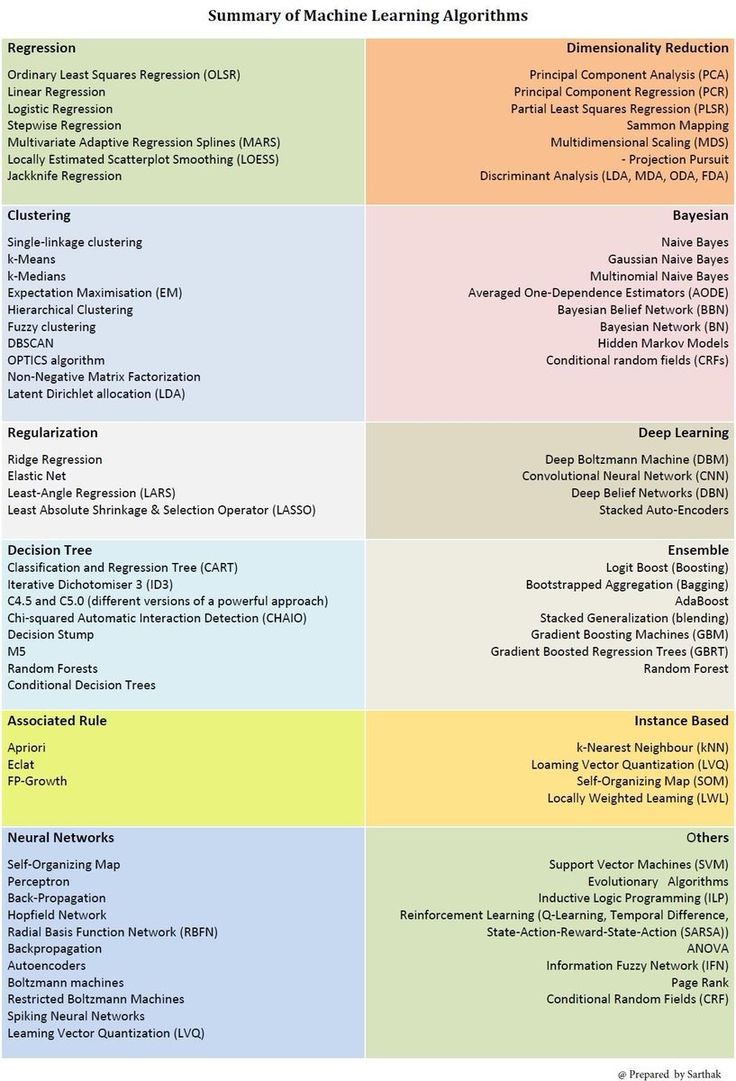 Summary of Machine Learning Algorithms
Regression
Ordinary Least Squares Regression (OLSR)
Linear Regression
Logistic Regression
Stepwise Regression
Multivariate Adaptive Regression Splines (MARS)
Locally Estimated Scatterplot Smoothing (LOESS)
Jackknife Regression
Dimensionality Reduction
Principal Component Analysis (PCA)
Principal Component Regression (PCR)
Partial Least Squares Regression (PLSR)
Sammon Mapping
Multidimensional Scaling (MDS)
- Projection Pursuit
Discriminant Analysis (LDA, MDA, ODA, FDA)
Clustering
Single-linkage clustering
k-Means
k-Medians
Expectation Maximisation (EM)
Hierarchical Clustering
Fuzzy clustering
DBSCAN
OPTICS algorithm
Non-Negative Matrix Factorization
Latent Dirichlet allocation (LDA)
Bayesian
Naive Bayes
Gaussian Naive Bayes
Multinomial Naive Bayes
Averaged One-Dependence Estimators (AODE)
Bayesian Belief Network (BBN)
Bayesian Network (BN)
Hidden Markov Models
Conditional random fields (CRFs)
Regularization
Ridge Regression
Elastic Net
Least-Angle Regression (LARS)
Least Absolute Shrinkage & Selection Operator (LASSO)
Deep Learning
Deep Boltzmann Machine (DBM)
Convolutional Neural Network (CNN)
Deep Belief Networks (DBN)
Stacked Auto-Encoders
Decision Tree
Classification and Regression Tree (CART)
Iterative Dichotomiser 3 (ID3)
C4.5 and C5.0 (different versions of a powerful approach)
Chi-squared Automatic Interaction Detection (CHAIO)
Decision Stump
M5
Random Forests
Conditional Decision Trees
Ensemble
Logit Boost (Boosting)
Bootstrapped Aggregation (Bagging)
AdaBoost
Stacked Generalization (blending)
Gradient Boosting Machines (GBM)
Gradient Boosted Regression Trees (GBRT)
Random Forest
Associated Rule
Apriori
Eclat
FP-Growth
Instance Based
k-Nearest Neighbour (kNN)
Loaming Vector Quantization (LVQ)
Self-Organizing Map (SOM)
Locally Weighted Leaming (LWL)
Neural Networks
Self-Organizing Map
Perceptron
Back-Propagation
Hopfield Network
Radial Basis Function Network (RBFN)
Backpropagation
Autoencoders
Boltzmann machines
Restricted Boltzmann Machines
Spiking Neural Networks
Leaming Vector Quantization (LVQ)
Others
Support Vector Machines (SVM)
Evolutionary Algorithms
Inductive Logic Programming (ILP)
Reinforcement Learning (Q-Learning, Temporal Difference,
State-Action-Reward-State-Action (SARSA))
ANOVA
Information Fuzzy Network (IFN)
Page Rank
Conditional Random Fields (CRF)
@ Prepared by Sarthak